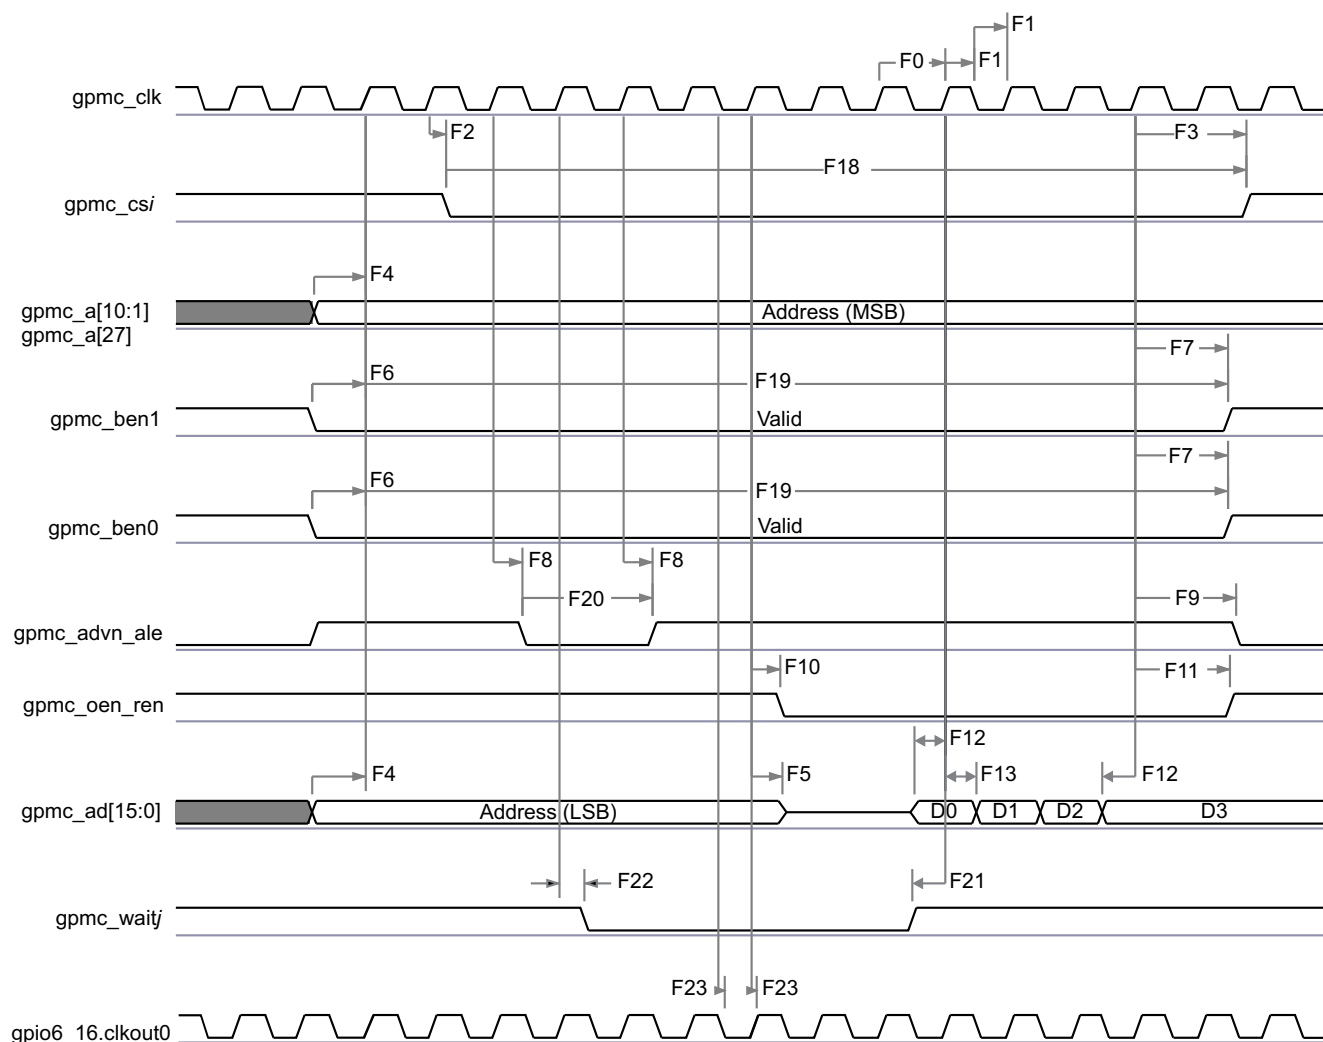 F1
F0 F1
gpmc_clk
F2 F3
F18
gpmc_csi
F4
gpmc_a[10:1] Address (MSB)
gpmc_a[27]
F7
F6 F19
gpmc_ben1 Valid
F7
F6 F19
gpmc_ben0 Valid
F8 F8
F20 F9
gpmc_advn_ale
F10 F11
gpmc_oen_ren
F12
F4 F5 F13 F12
gpmc_ad[15:0] Address (LSB) D0 D1 D2 D3
F22 F21
gpmc_waitj
F23 F23
gpio6_16.clkout0